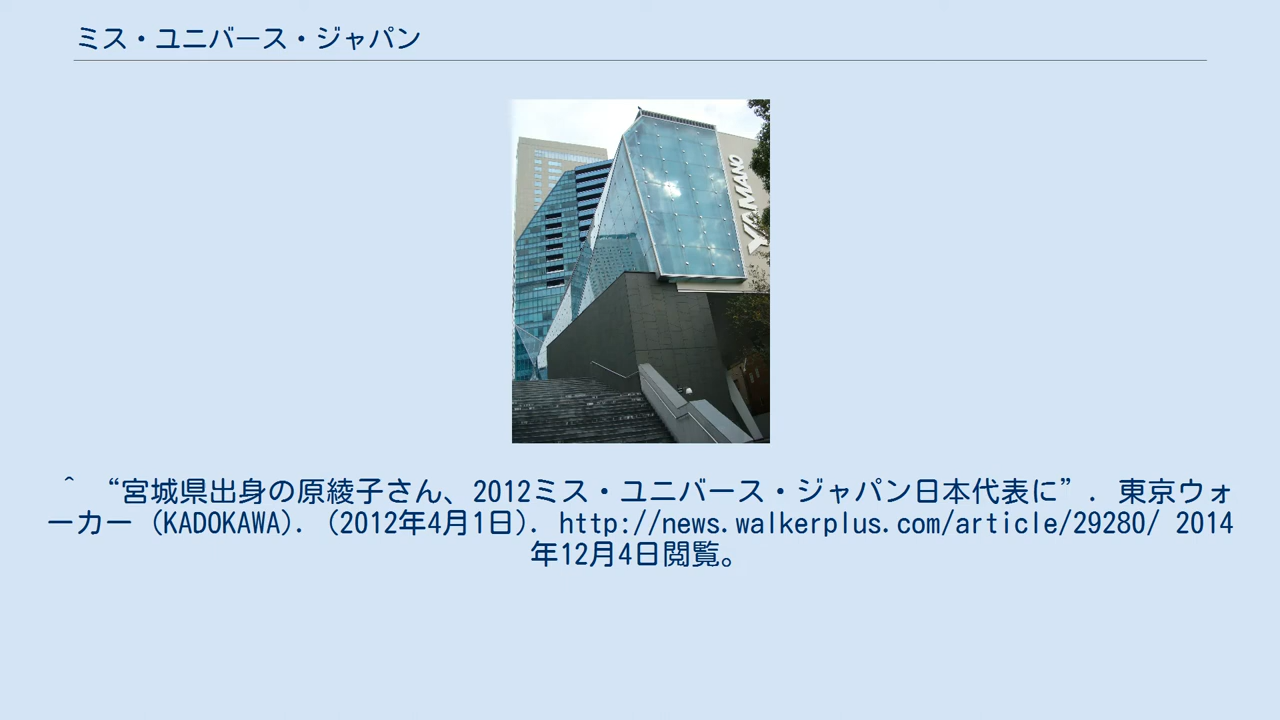 ミス・ユニバース・ジャパン
YAMANO
^ “宮城県出身の原綾子さん、2012ミス・ユニバース・ジャパン日本代表に”. 東京ウォ
ーカー (KADOKAWA). (2012年4月1日). http://news.walkerplus.com/article/29280/ 2014
年12月4日閲覧。